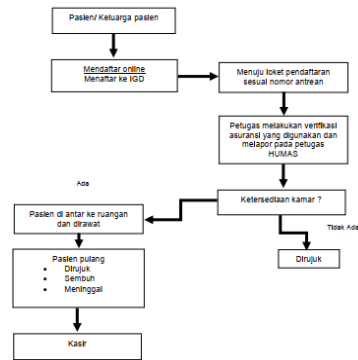 Pasien/ Keluarga pasien
Mendaftar online
Menaftar ke IGD
Menuju loket pendaftaran
sesuai nomor antrean
Petugas melakukan verifikasi
asuransi yang digunakan dan
melapor pada petugas
HUMAS
Ada
Ketersediaan kamar ?
Pasien di antar ke ruangan
dan dirawat
Tidak Ada
Dirujuk
Pasien pulang
• Dirujuk
• Sembuh
• Meninggal
Kasir